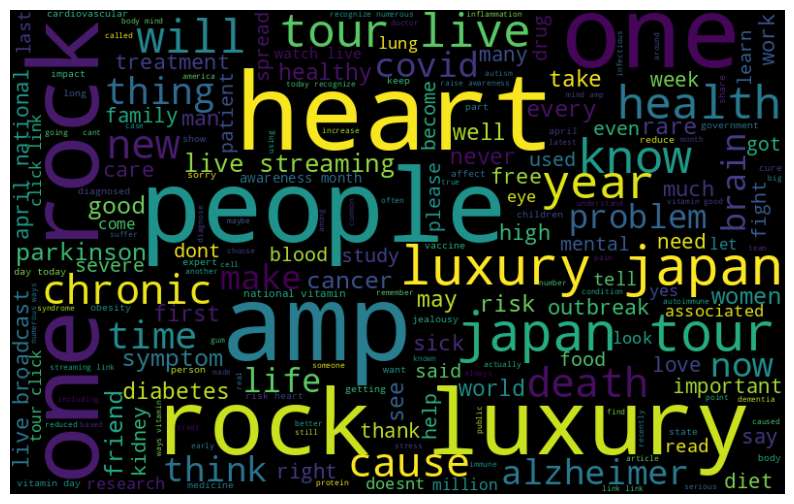 cardiovascular
body mind
recognize numerous
doctor
inflammation
last
will
tour
live
one
called
spread
watch live
lung
covid
many
drug
infectious
around
learn
work
treatment
healthy
impact
america
thing
patient
today recognize
keep
raise awareness
autism
mind amp
share
long
family
man
become
part
take
week
government
rock
heart
health
going
cant
case
show
increase
every
april
latest
month
april national
click link
new
using
well
even
rare
reduce
got
cure
big
care
sorry
never
used
know
diagnosed
live streaming
affect
free
year
brain
fight
good
awareness month
true
eye
understand
vitamin good
come
suffer
diagnose
maybe
people
please
often
children
problem
much
parkinson
dont
blood
study
vaccine
high
mental
pain
need
let
day today
another
expert
cell
among
common
choose
severe
make
cancer
luxury japan
team
chronic
national vitamin
remember
number
tell
yes
autoimmune
women
syndrome
obesity
first
amp
may
risk
outbreak
condition
associated
numerous ways
time
gum
jealousy
japan
tour
look
live broadcast
tour click
symptom
person
someone
sick
said
food
love
now
streaming link
made
known
want
actually
diabetes
real
life
see
world
death
important
including
friend
getting
always
dementia
reduced
based
kidney
risk heart
help
public
point
caused
one
rock
luxury
ways vitamin
better
still
early
thank
find
recently
state
read
say
stress
immune
article
body
think
right
cause
doesnt
million
alzheimer
diet
vitamin day
research
medicine
protein
link link
serious